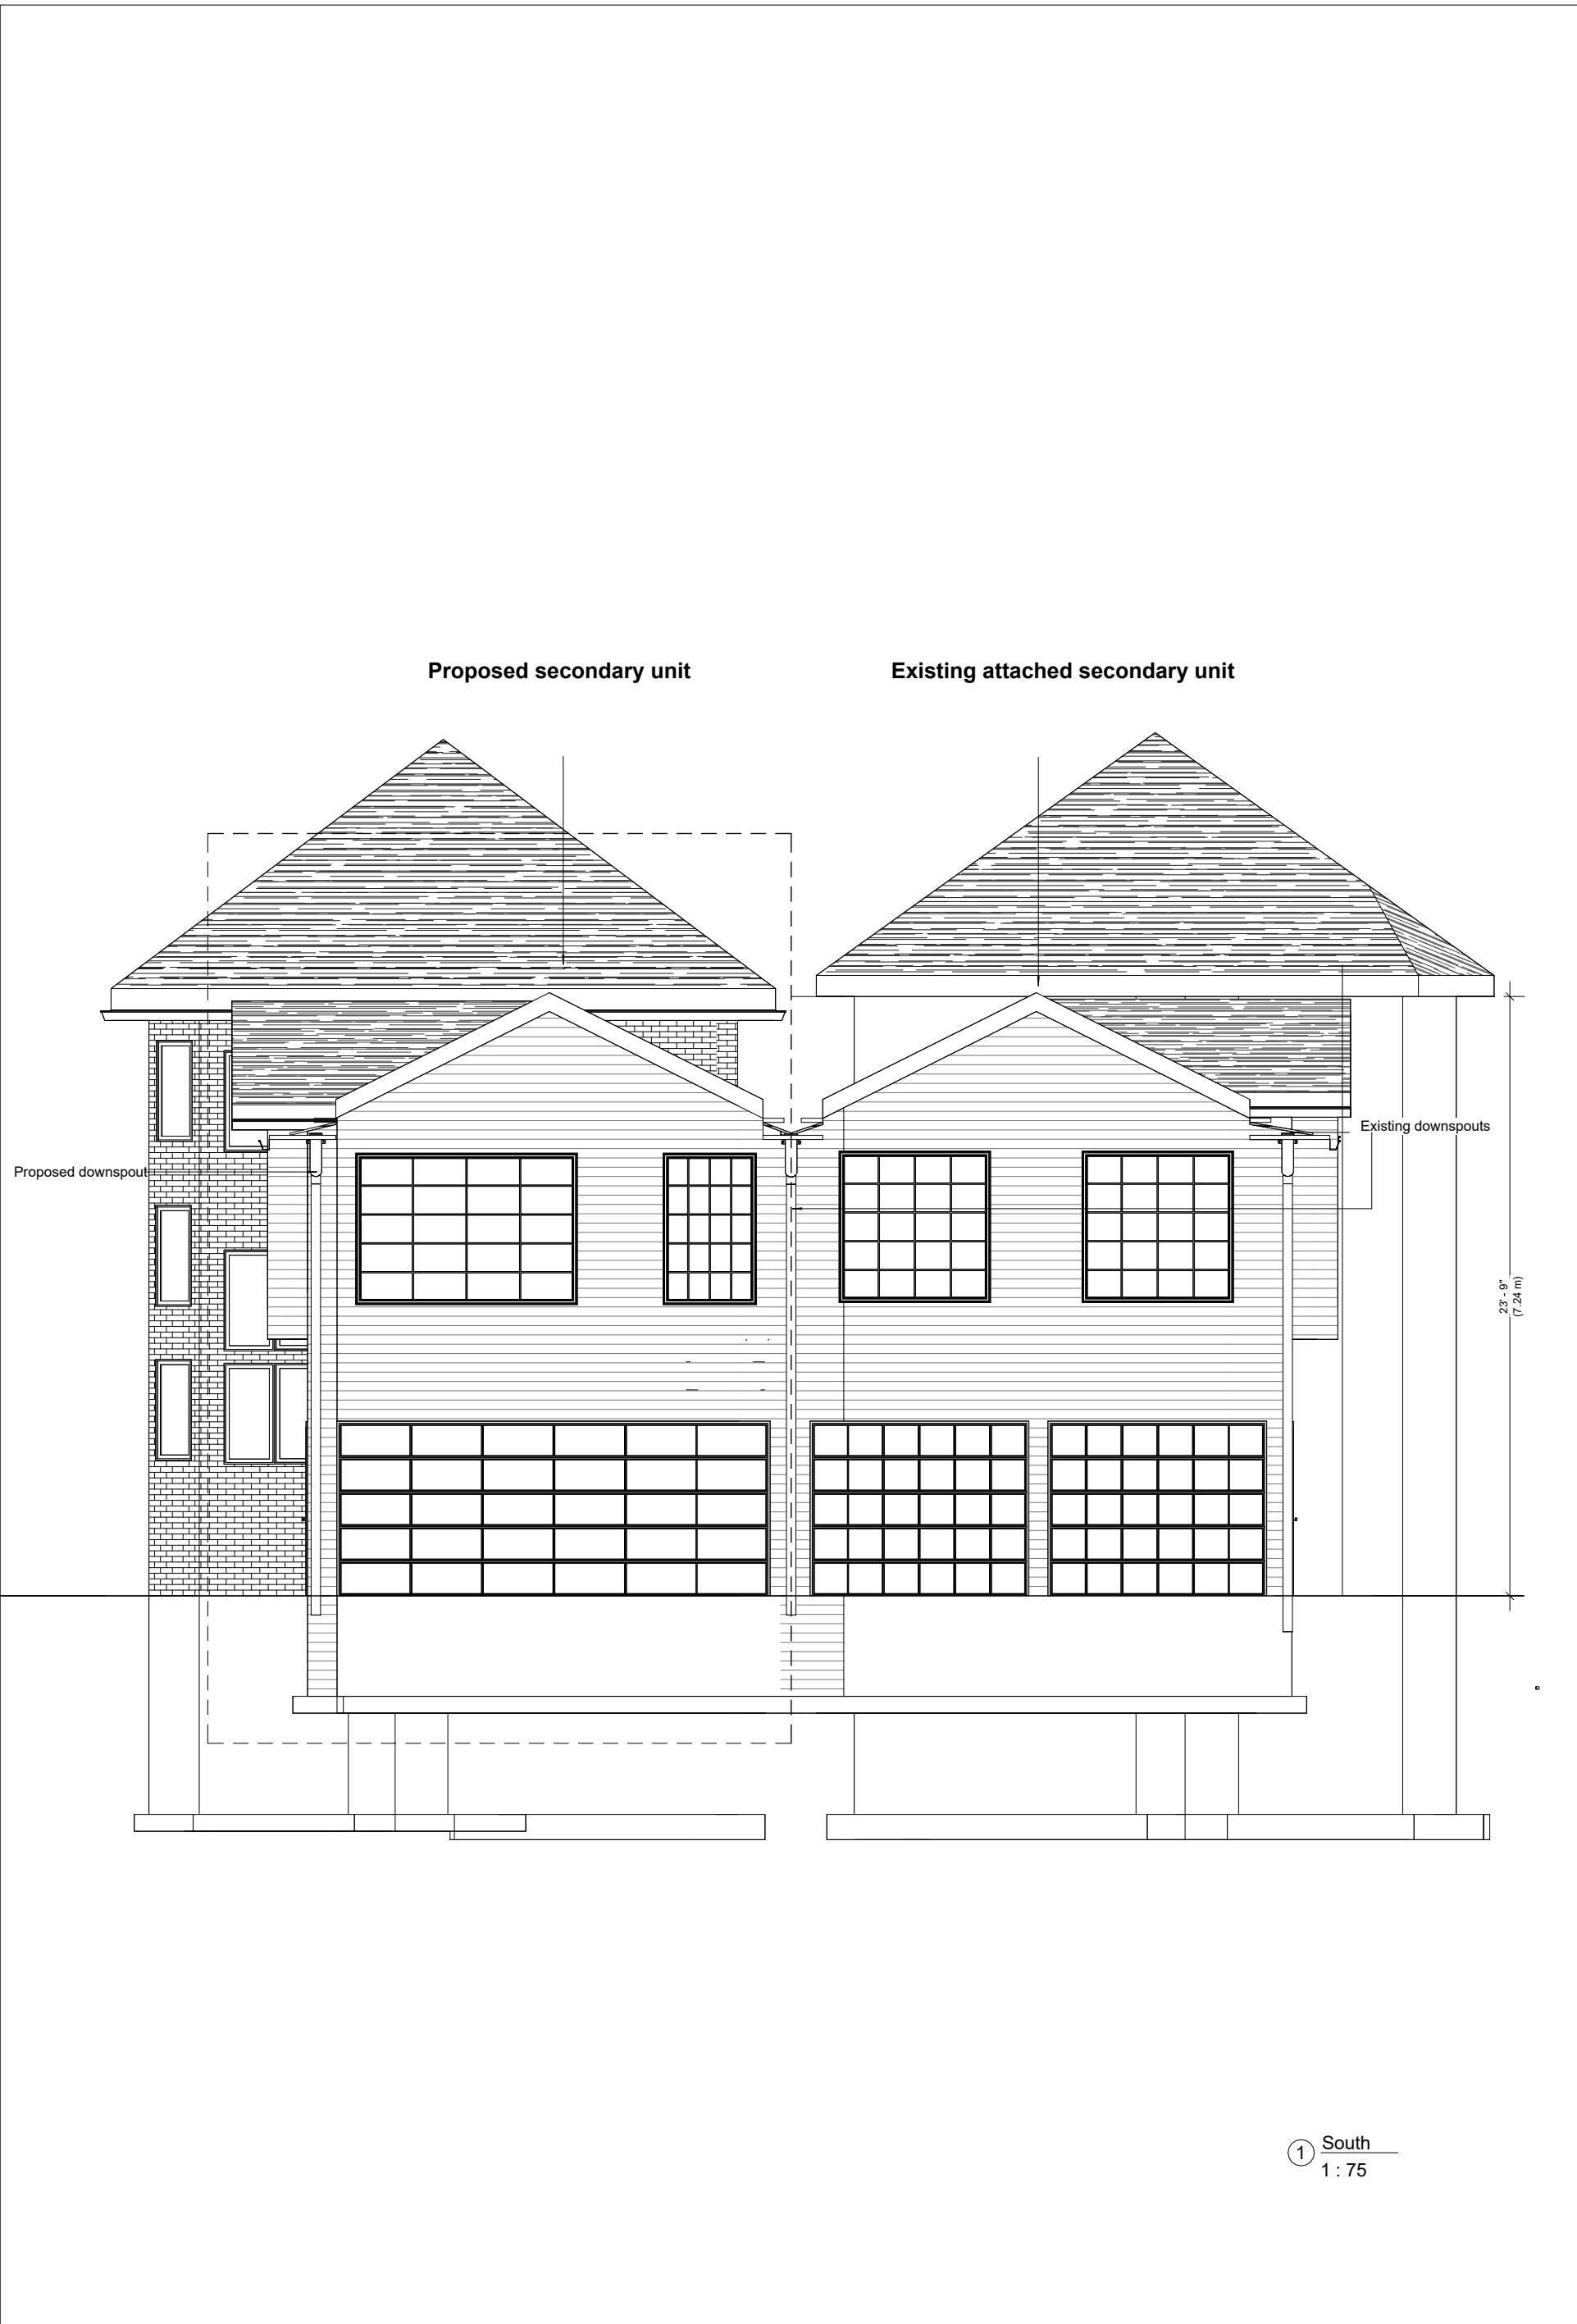 Proposed secondary unit
Existing attached secondary unit
Existing downspouts
Proposed downspout
23' - 9"
(7.24 m)
1
South
1 : 75